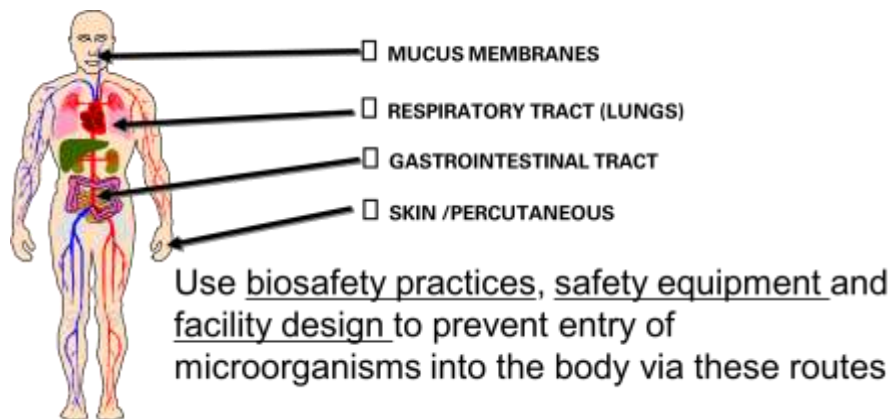 MUCUS MEMBRANES
RESPIRATORY TRACT (LUNGS)
GASTROINTESTINAL TRACT
SKIN /PERCUTANEOUS
Use biosafety practices, safety equipment and
facility design to prevent entry of
microorganisms into the body via these routes